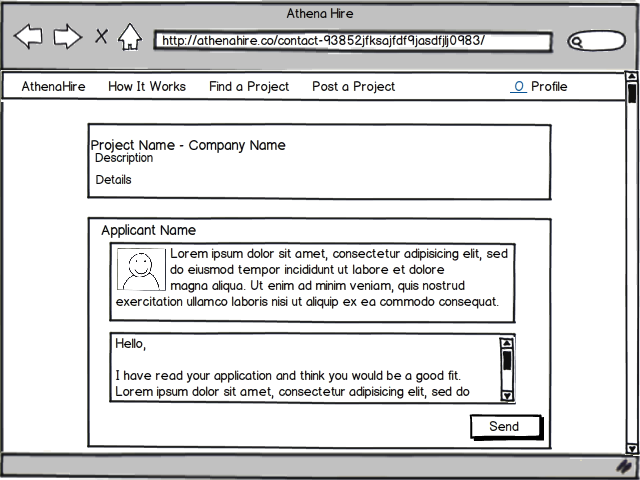 Athena Hire
http://athenahire.co/contact-93852jfksajfdf9jasdfjlj0983/
AthenaHire How It Works Find a Project Post a Project 0 Profile
Project Name - Company Name
Description
Details
Applicant Name
Lorem ipsum dolor sit amet, consectetur adipisicing elit, sed
do eiusmod tempor incididunt ut labore et dolore
magna aliqua. Ut enim ad minim veniam, quis nostrud
exercitation ullamco laboris nisi ut aliquip ex ea commodo consequat.
Hello,
I have read your application and think you would be a good fit.
Lorem ipsum dolor sit amet, consectetur adipisicing elit, sed do
Send